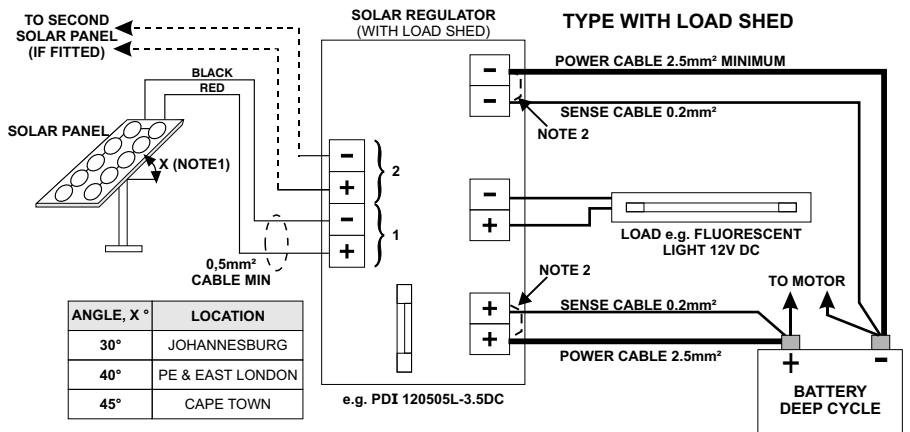 TO SECOND
SOLAR PANEL
(IF FITTED)
SOLAR REGULATOR
(WITH LOAD SHED)
TYPE WITH LOAD SHED
BLACK
RED
SOLAR PANEL
X (NOTE1)
0,5mm²
CABLE MIN
-
+
2
-
+
1
-
-
POWER CABLE 2.5mm² MINIMUM
SENSE CABLE 0.2mm²
NOTE 2
-
+
LOAD e.g. FLUORESCENT
LIGHT 12V DC
NOTE 2
+
+
SENSE CABLE 0.2mm²
POWER CABLE 2.5mm²
TO MOTOR
+ -
BATTERY
DEEP CYCLE
ANGLE, X ° LOCATION
30° JOHANNESBURG
40° PE & EAST LONDON
45° CAPE TOWN
e.g. PDI 120505L-3.5DC